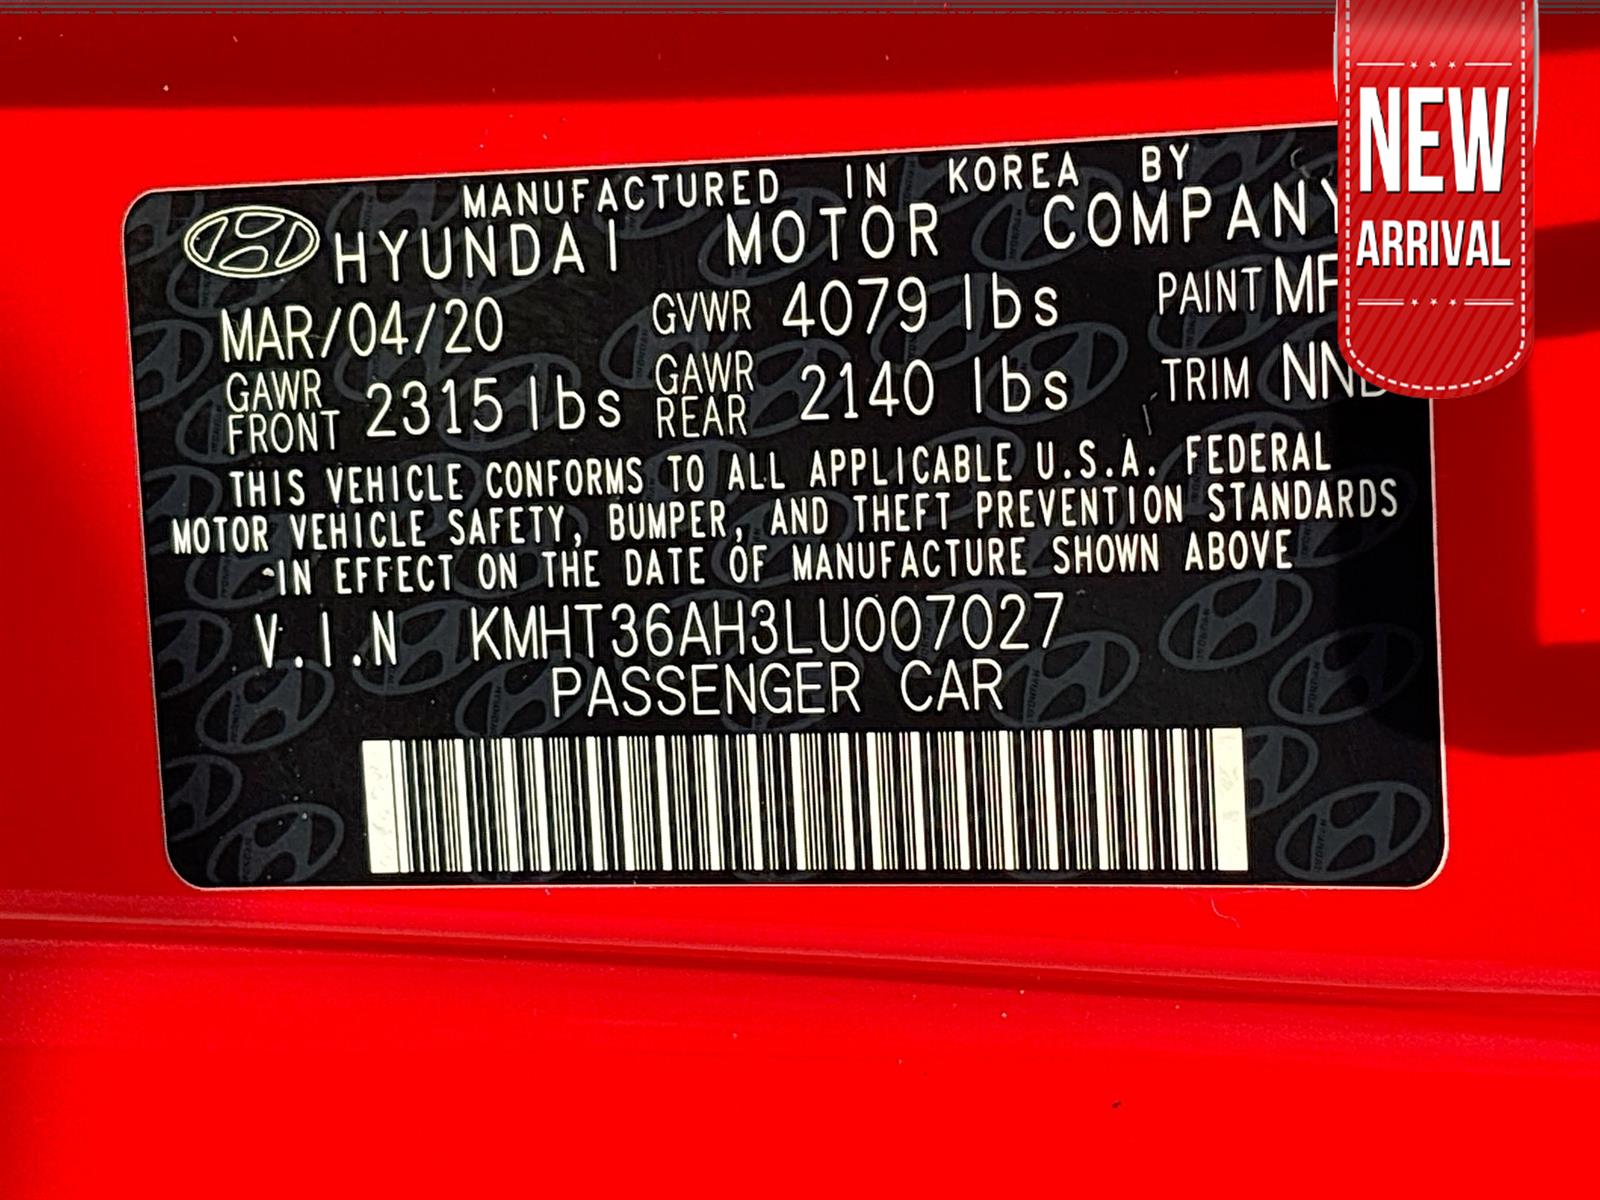 MANUFACTURED IN KOREA BY
HYUNDAI MOTOR COMPANY
MAR/04/20 GVWR 4079 lbs PAINT
GAWR FRONT 2315 lbs GAWR REAR 2140 lbs TRIM
THIS VEHICLE CONFORMS TO ALL APPLICABLE U.S.A. FEDERAL
MOTOR VEHICLE SAFETY, BUMPER, AND THEFT PREVENTION STANDARDS
IN EFFECT ON THE DATE OF MANUFACTURE SHOWN ABOVE
V.I.N KMHT36AH3LU007027
PASSENGER CAR
NEW
ARRIVAL